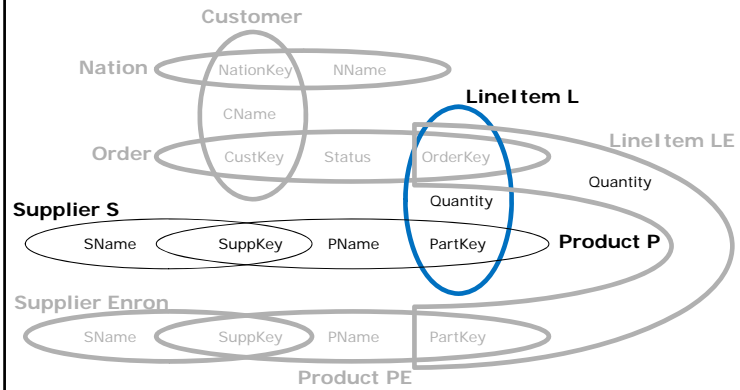 Customer
Nation NationKey NName
LineItem L
CName
Order CustKey Status OrderKey LineItem LE
Quantity Quantity
Supplier S
SName SuppKey PName PartKey Product P
Supplier Enron
SName SuppKey PName PartKey
Product PE